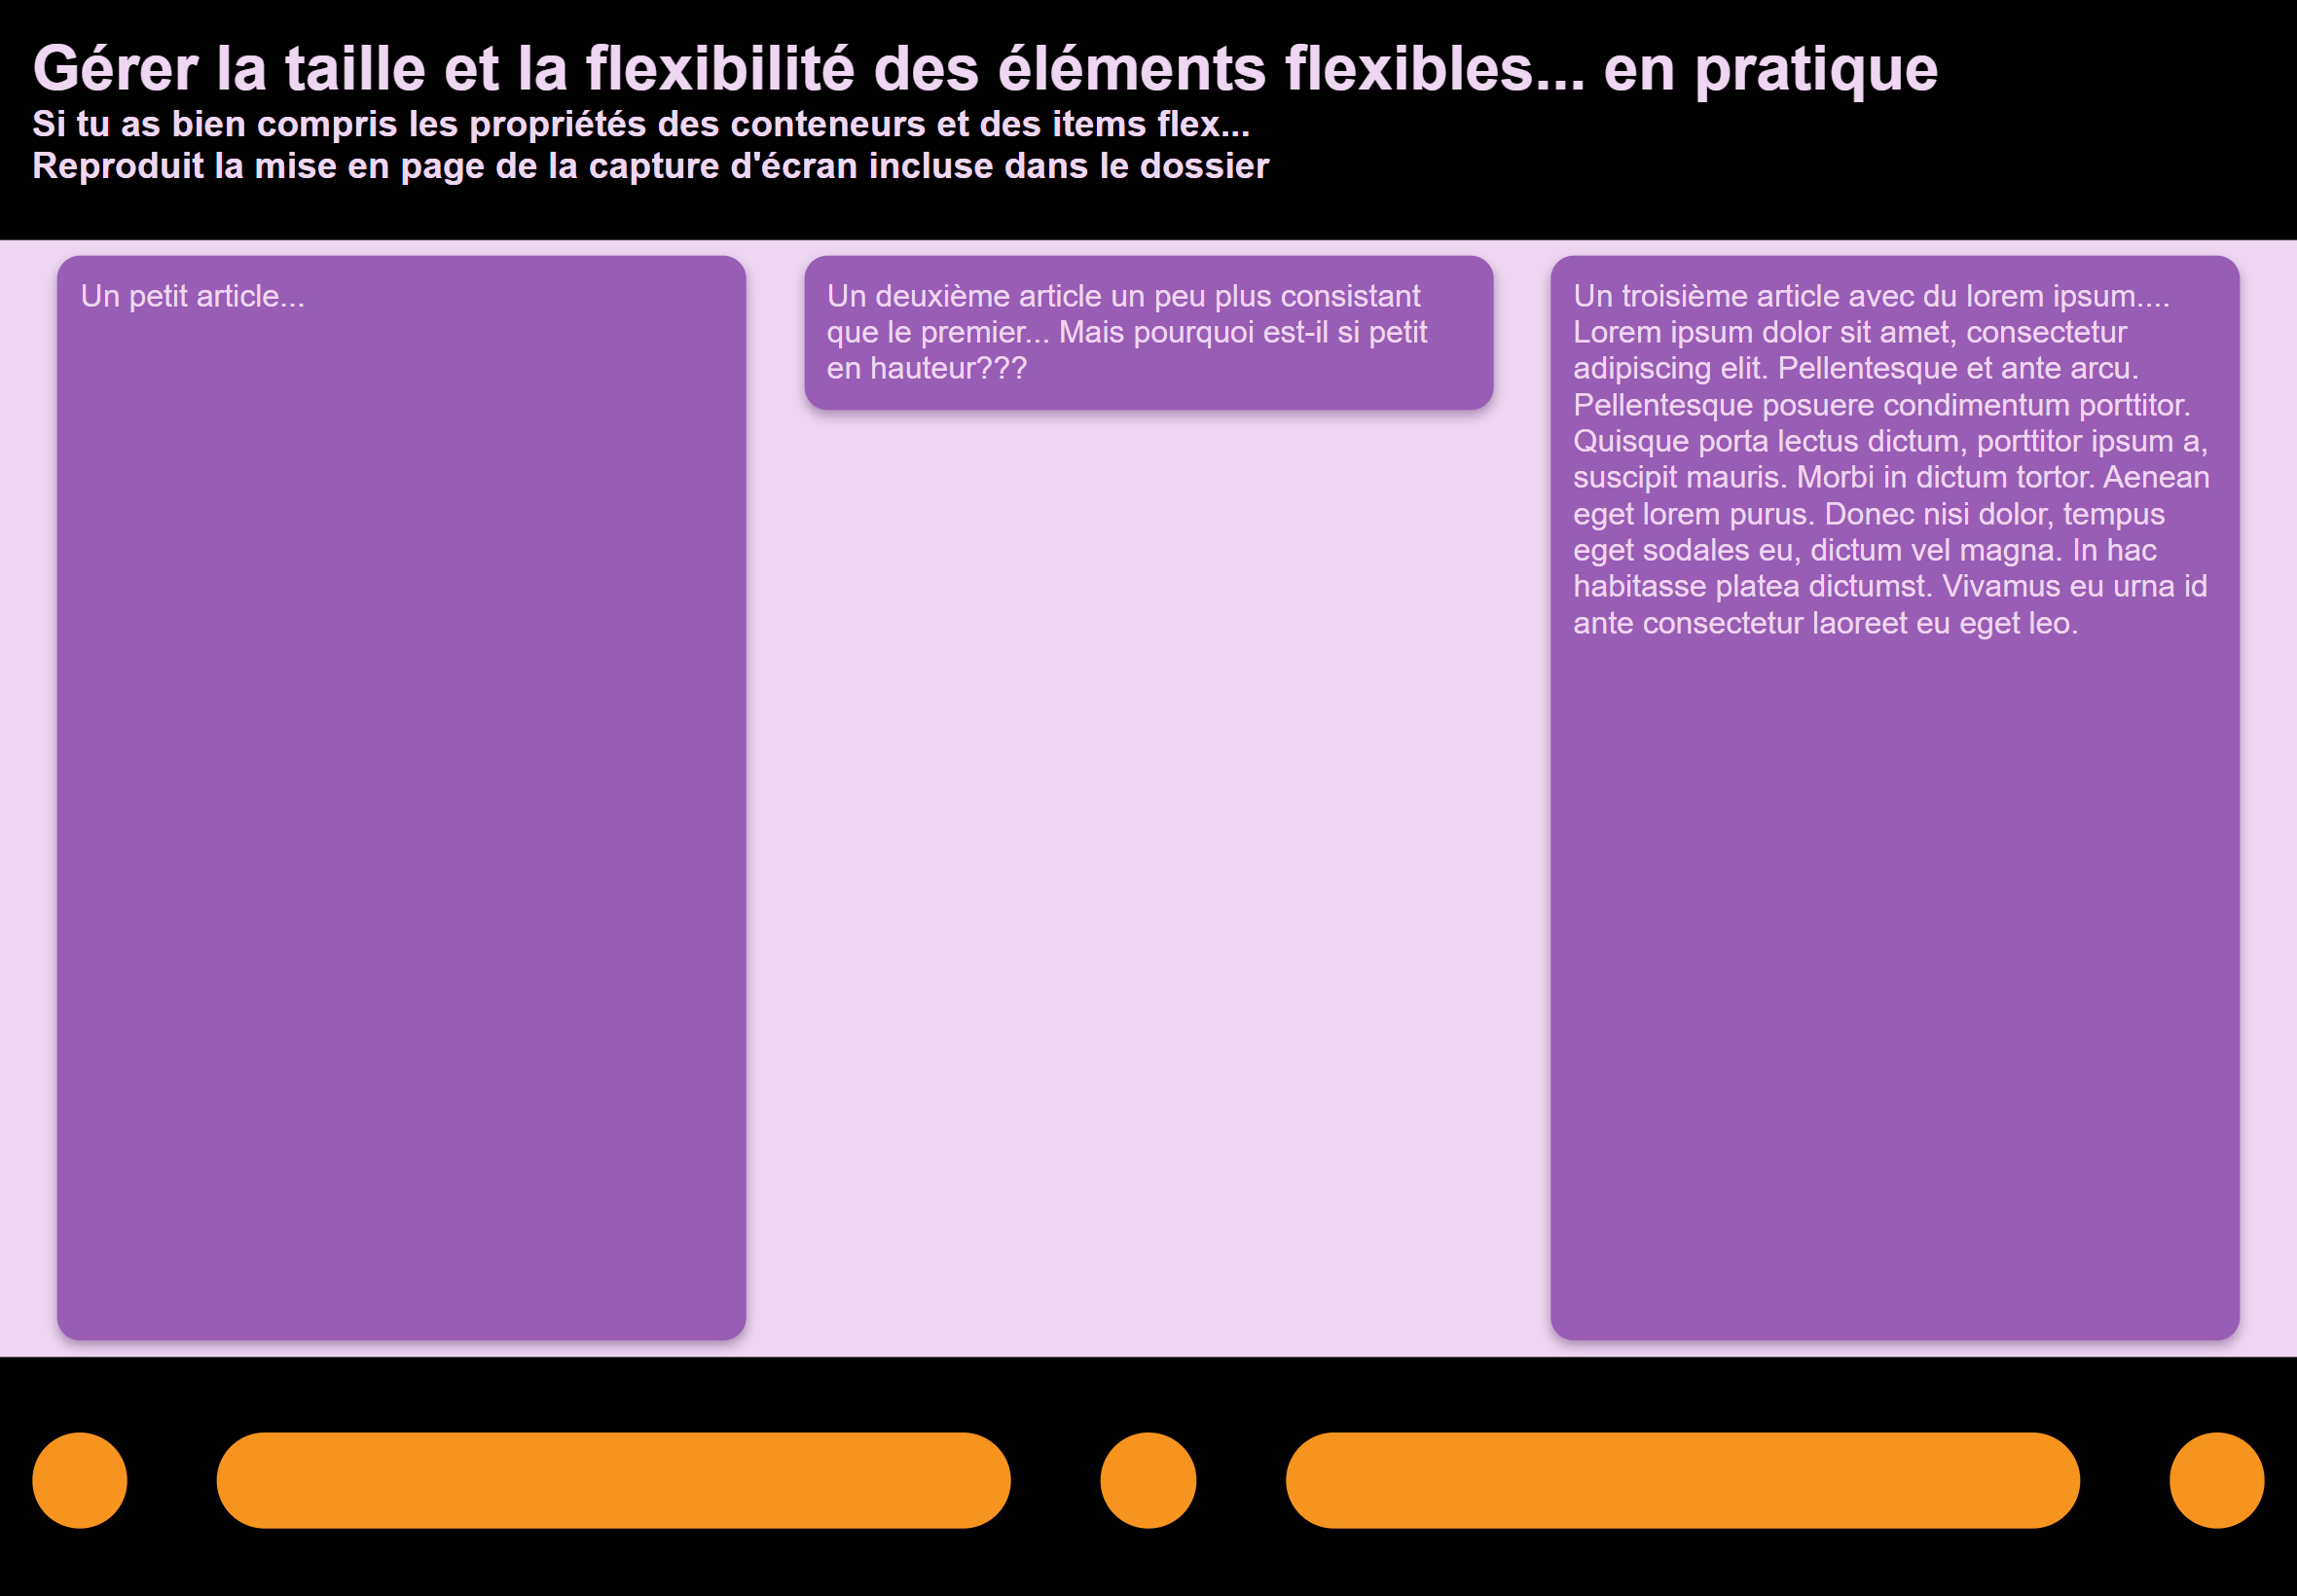 Gérer la taille et la flexibilité des éléments flexibles... en pratique
Si tu as bien compris les propriétés des conteneurs et des items flex...
Reproduit la mise en page de la capture d'écran incluse dans le dossier
Un petit article...
Un deuxième article un peu plus consistant
que le premier... Mais pourquoi est-il si petit
en hauteur???
Un troisième article avec du lorem ipsum....
Lorem ipsum dolor sit amet, consectetur
adipiscing elit. Pellentesque et ante arcu.
Pellentesque posuere condimentum porttitor.
Quisque porta lectus dictum, porttitor ipsum a,
suscipit mauris. Morbi in dictum tortor. Aenean
eget lorem purus. Donec nisi dolor, tempus
eget sodales eu, dictum vel magna. In hac
habitasse platea dictumst. Vivamus eu urna id
ante consectetur laoreet eu eget leo.